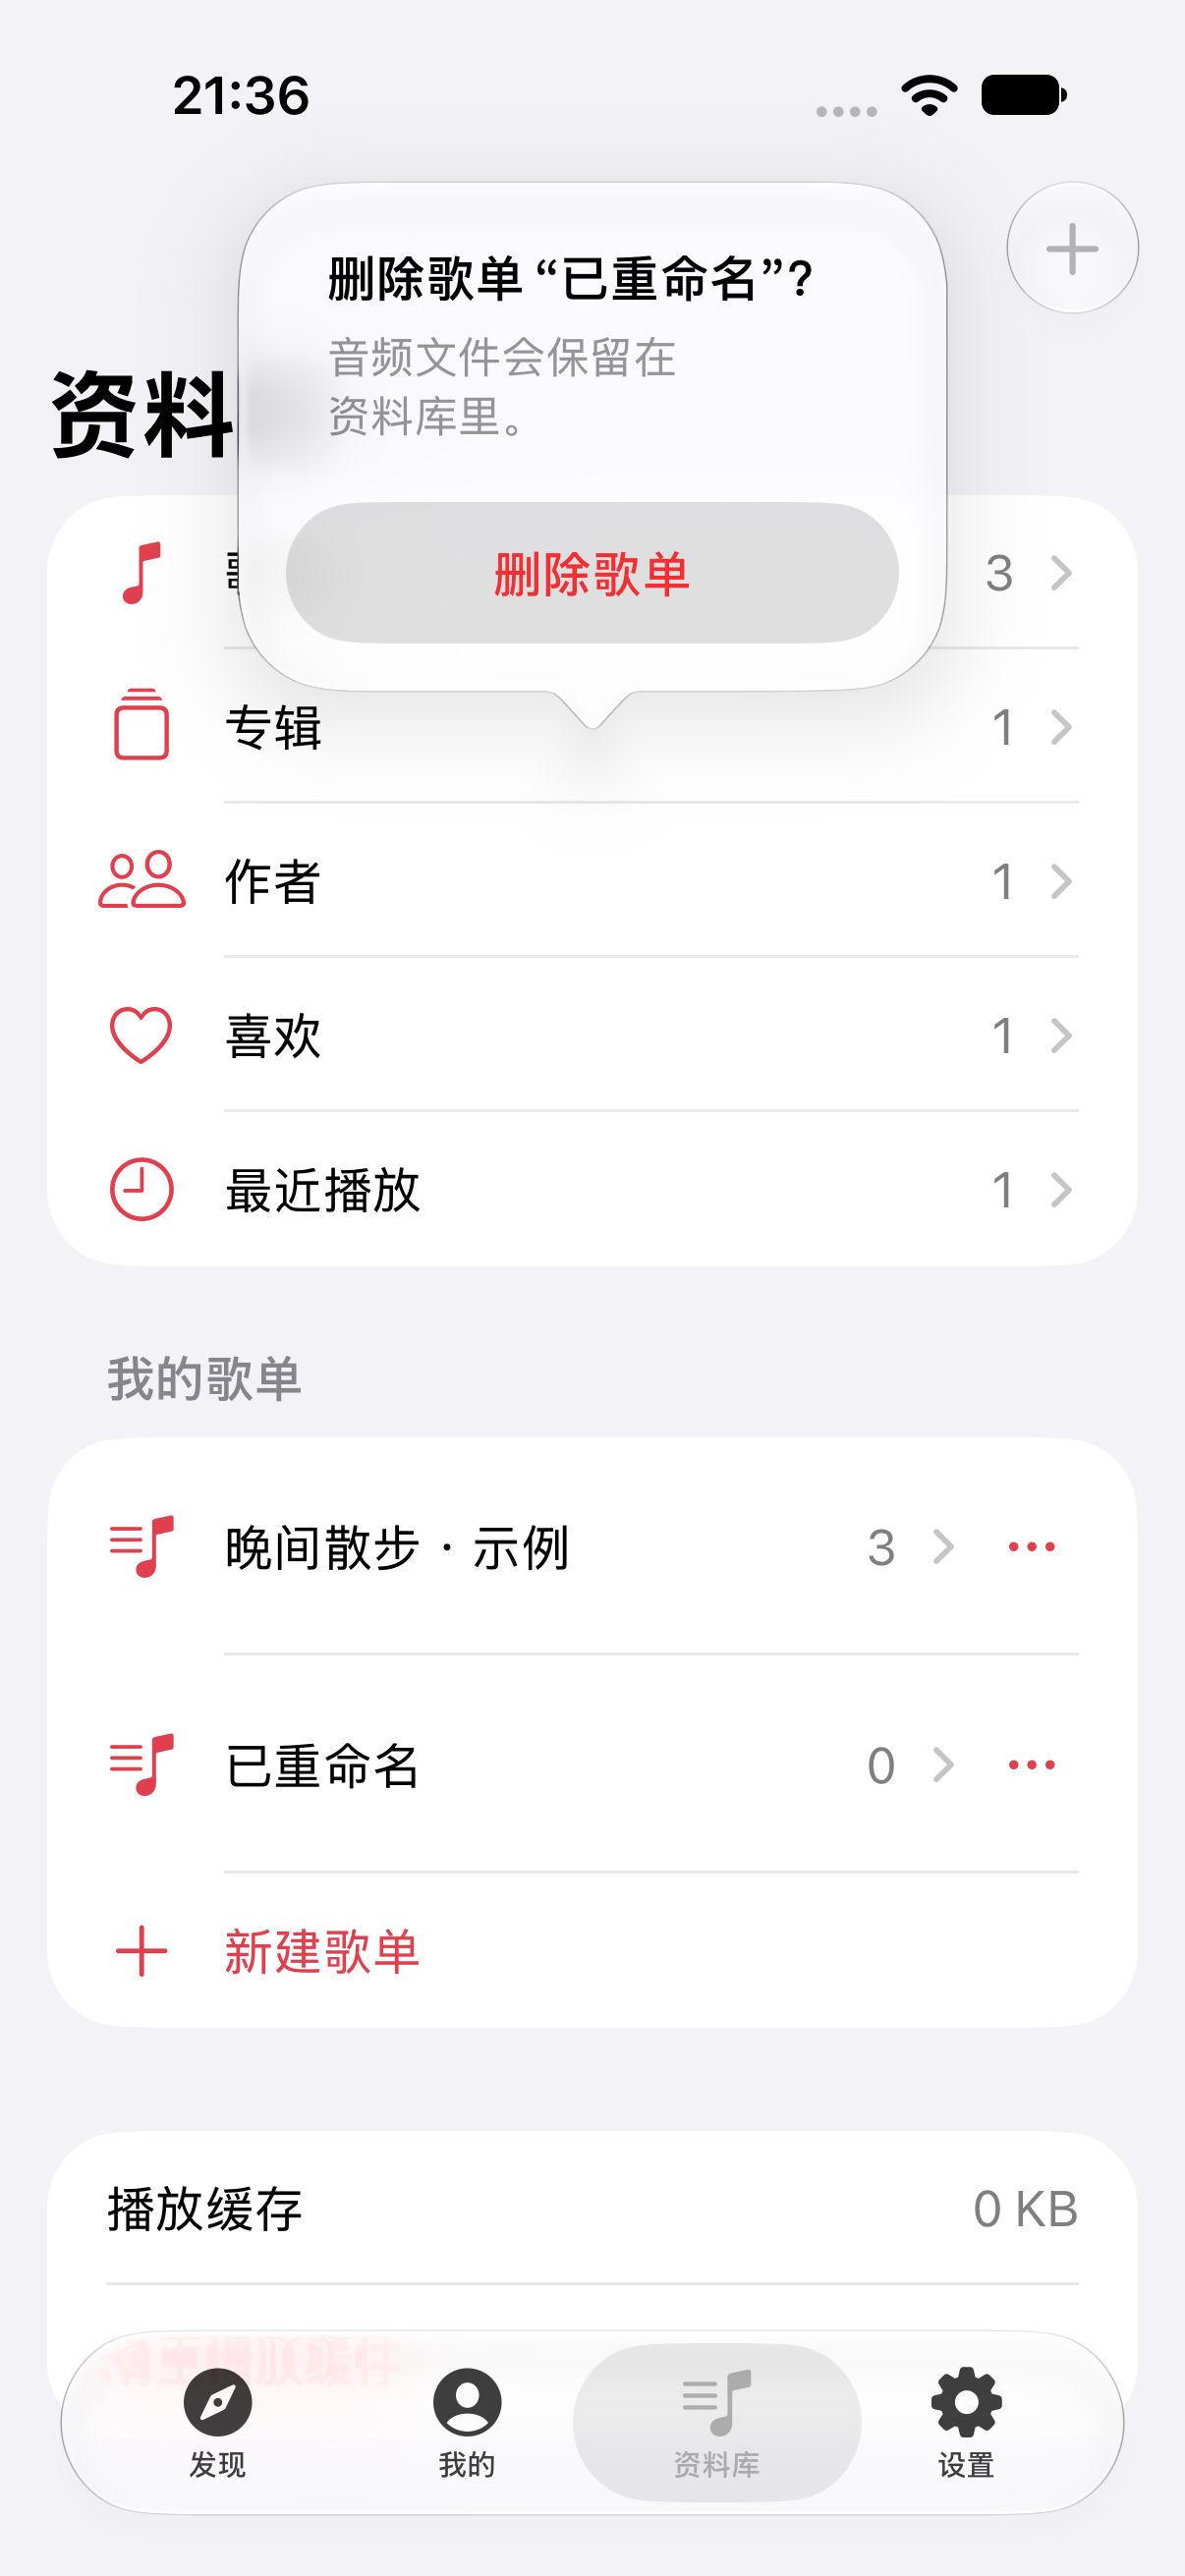 21:36
删除歌单 “已重命名”?
音频文件会保留在
资料库里。
删除歌单
资料
3
专辑 1
作者 1
喜欢 1
最近播放 1
我的歌单
晚间散步 · 示例 3
已重命名 0
新建歌单
播放缓存 0 KB
发现 我的 资料库 设置